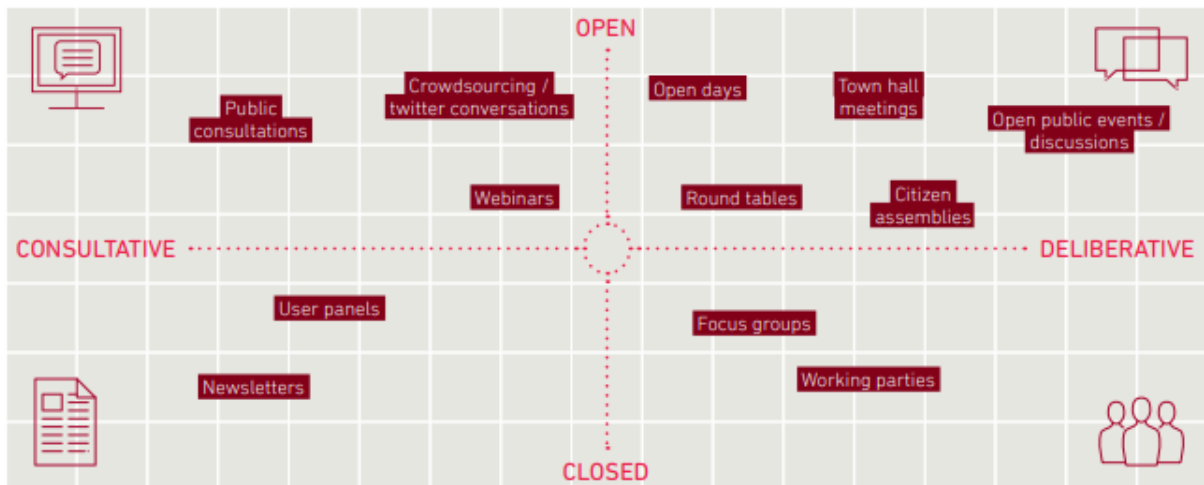 OPEN
Crowdsourcing /
twitter conversations
Open days
Town hall
meetings
Public
consultations
Open public events /
discussions
Webinars
Round tables
Citizen
assemblies
CONSULTATIVE
DELIBERATIVE
User panels
Focus groups
Newsletters
Working parties
CLOSED